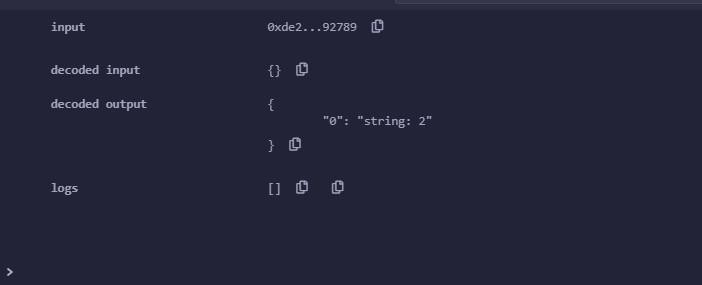 input 0xde2...92789
decoded input {}
decoded output {
"0": "string: 2"
}
logs []
>